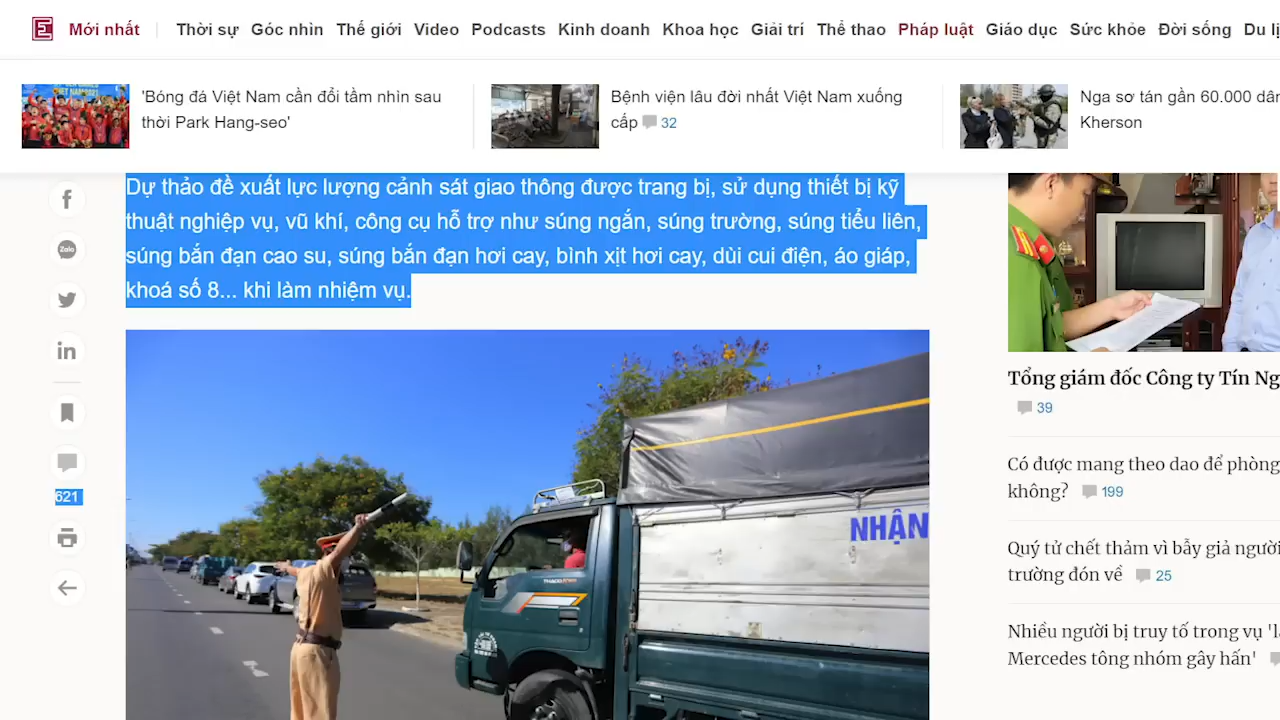 Mới nhất
Thời sự Góc nhìn Thế giới Video Podcasts Kinh doanh Khoa học Giải trí Thể thao Pháp luật Giáo dục Sức khỏe Đời sống Du lị
'Bóng đá Việt Nam cần đổi tầm nhìn sau
thời Park Hang-seo'
Bệnh viện lâu đời nhất Việt Nam xuống
cấp 32
Nga sơ tán gần 60.000 dân
Kherson
Dự thảo đề xuất lực lượng cảnh sát giao thông được trang bị, sử dụng thiết bị kỹ
thuật nghiệp vụ, vũ khí, công cụ hỗ trợ như súng ngắn, súng trường, súng tiểu liên,
súng bắn đạn cao su, súng bắn đạn hơi cay, bình xịt hơi cay, dùi cui điện, áo giáp,
khoá số 8... khi làm nhiệm vụ.
Zalo
621
NHẬN
THACO
Tổng giám đốc Công ty Tín Ng
39
Có được mang theo dao để phòng
không? 199
Quý tử chết thảm vì bẫy giả người
trường đón về 25
Nhiều người bị truy tố trong vụ 'lá
Mercedes tông nhóm gây hấn'